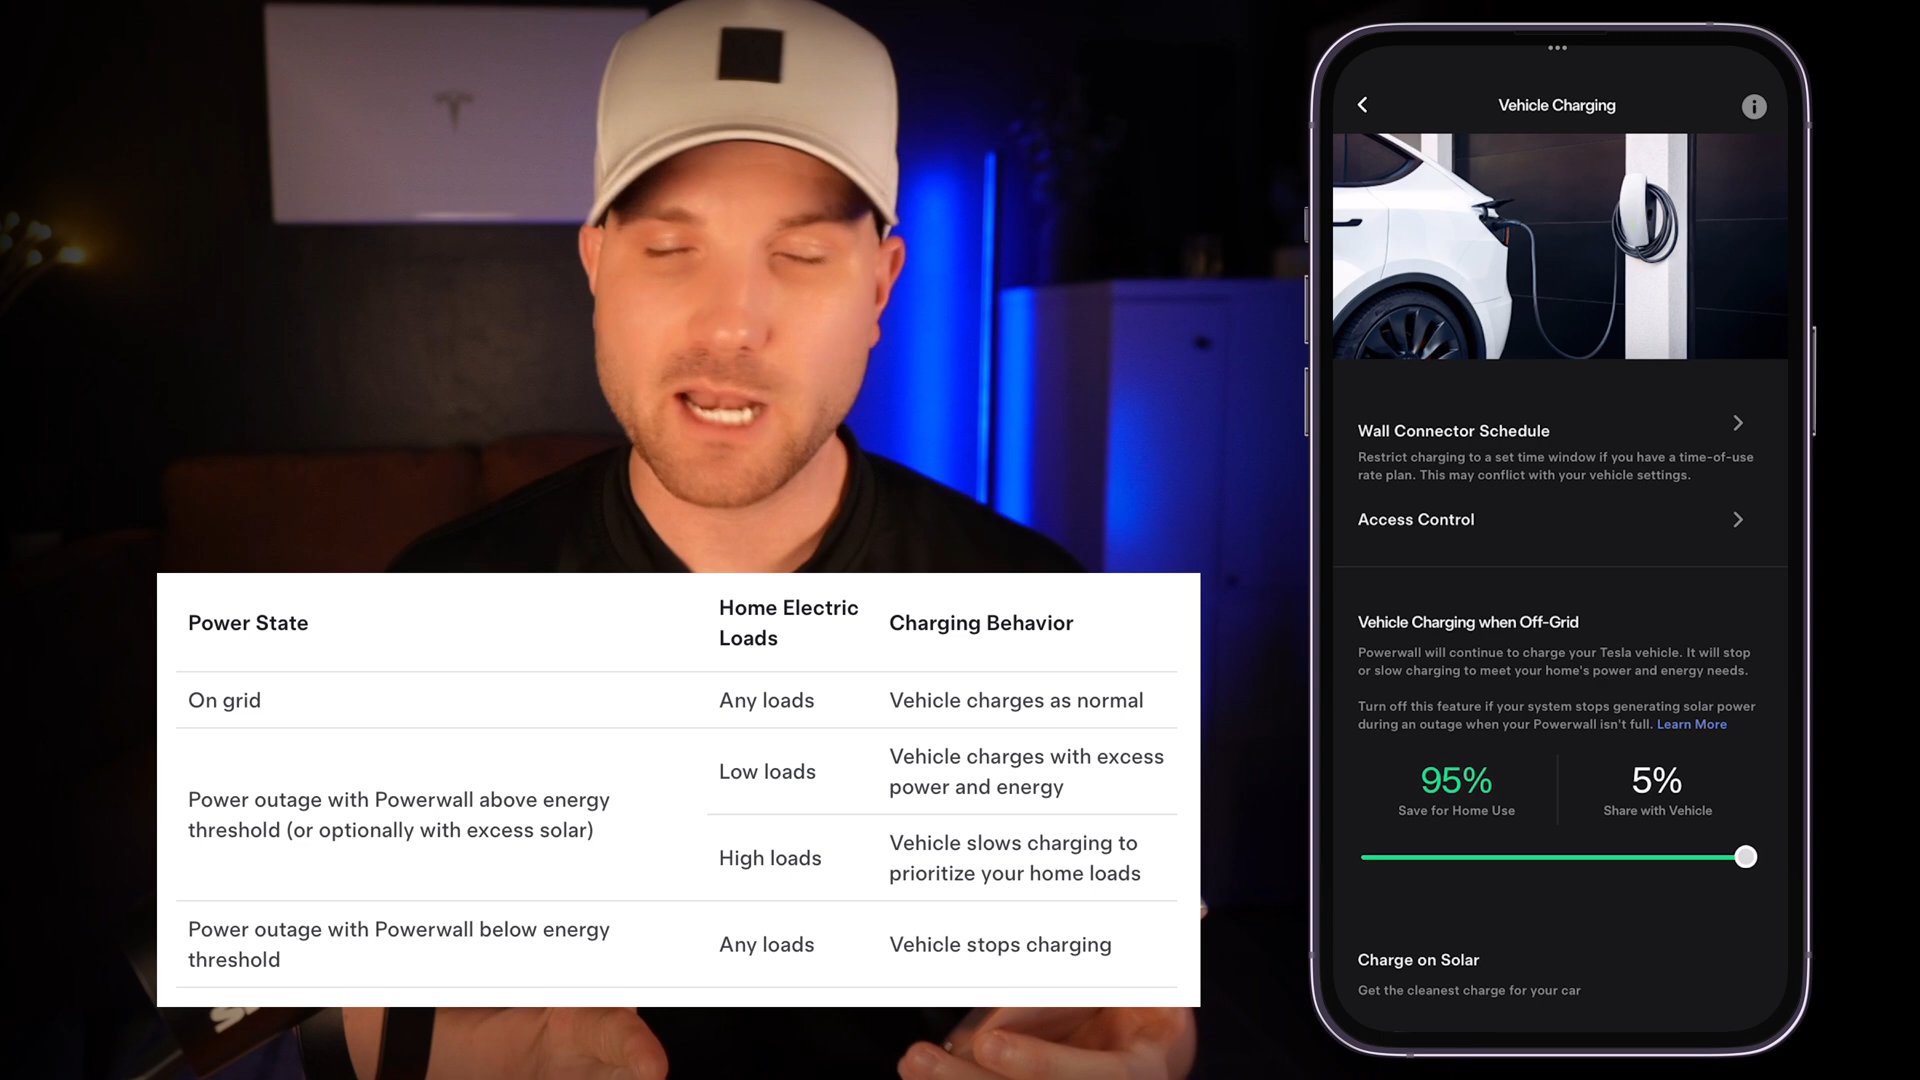 Power State
Home Electric
Loads
Charging Behavior
On grid
Any loads
Vehicle charges as normal
Power outage with Powerwall above energy
threshold (or optionally with excess solar)
Low loads
Vehicle charges with excess
power and energy
High loads
Vehicle slows charging to
prioritize your home loads
Power outage with Powerwall below energy
threshold
Any loads
Vehicle stops charging
Vehicle Charging
Wall Connector Schedule
Restrict charging to a set time window if you have a time-of-use
rate plan. This may conflict with your vehicle settings.
Access Control
Vehicle Charging when Off-Grid
Powerwall will continue to charge your Tesla vehicle. It will stop
or slow charging to meet your home's power and energy needs.
Turn off this feature if your system stops generating solar power
during an outage when your Powerwall isn't full. Learn More
95%
Save for Home Use
5%
Share with Vehicle
Charge on Solar
Get the cleanest charge for your car